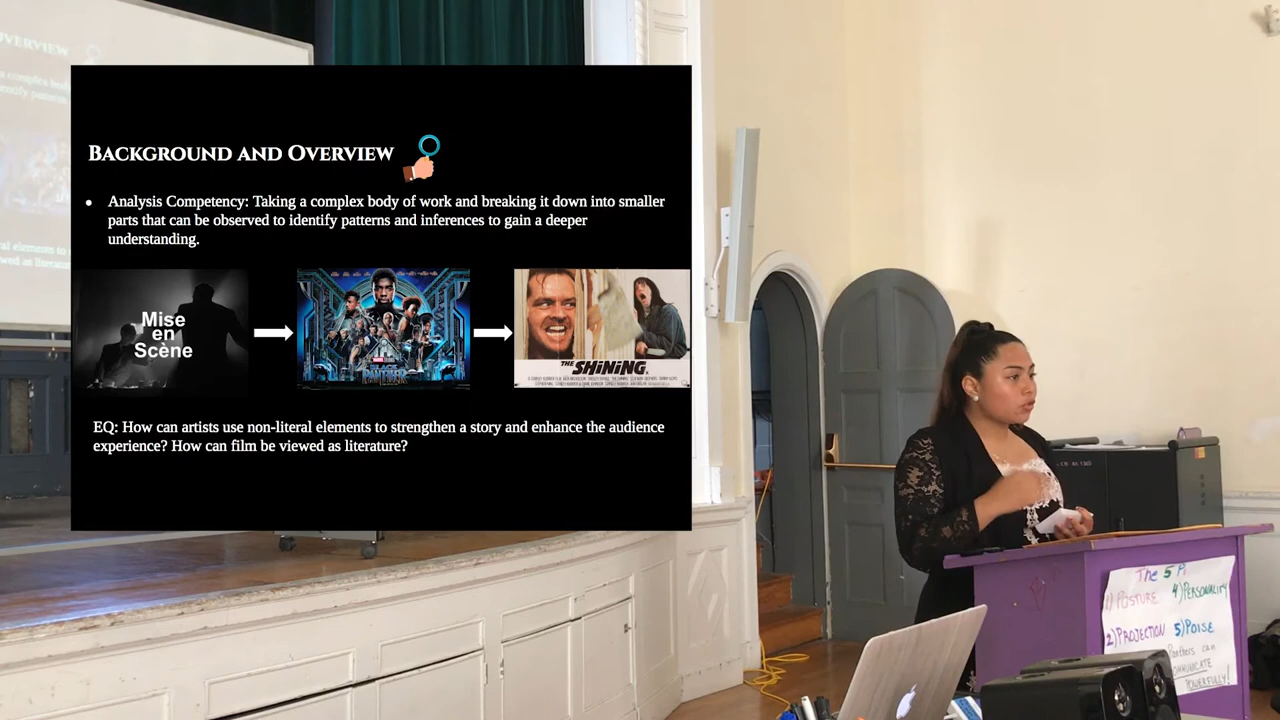 OVERVIEW
BACKGROUND AND OVERVIEW
● Analysis Competency: Taking a complex body of work and breaking it down into smaller
parts that can be observed to identify patterns and inferences to gain a deeper
understanding.
Mise
en
Scène
THE SHINING
EQ: How can artists use non-literal elements to strengthen a story and enhance the audience
experience? How can film be viewed as literature?
The 5 P
1) POSTURE 4) PERSONALITY
2) PROJECTION 5) POISE
Panthers can
POWERFULLY!